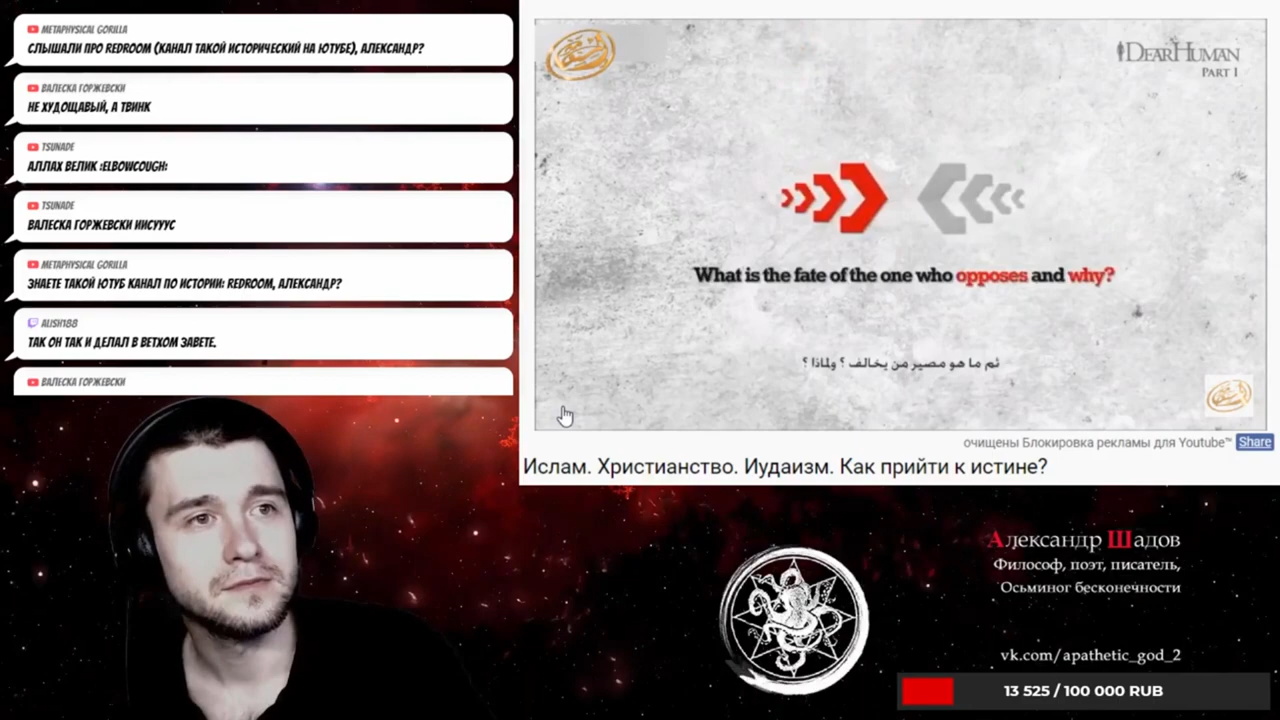 METAPHYSICAL GORILLA
СЛЫШАЛИ ПРО REDROOM (КАНАЛ ТАКОЙ ИСТОРИЧЕСКИЙ НА ЮТУБЕ), АЛЕКСАНДР?
ВАЛЕСКА ГОРЖЕВСКИ
НЕ ХУДОЩАВЫЙ, А ТВИНК
TSUNADE
АЛЛАХ ВЕЛИК :ELBOWCOUGH:
TSUNADE
ВАЛЕСКА ГОРЖЕВСКИ ИИСУУУС
METAPHYSICAL GORILLA
ЗНАЕТЕ ТАКОЙ ЮТУБ КАНАЛ ПО ИСТОРИИ: REDROOM, АЛЕКСАНДР?
ALISH188
ТАК ОН ТАК И ДЕЛАЛ В ВЕТХОМ ЗАВЕТЕ.
ВАЛЕСКА ГОРЖЕВСКИ
DEARHUMAN
PART I
What is the fate of the one who opposes and why?
ثم ما هو مصير من يخالف ؟ ولماذا ؟
очищены Блокировка рекламы для Youtube™ Share
Ислам. Христианство. Иудаизм. Как прийти к истине?
Александр Шадов
Философ, поэт, писатель,
Осьминог бесконечности
vk.com/apathetic_god_2
13 525 / 100 000 RUB